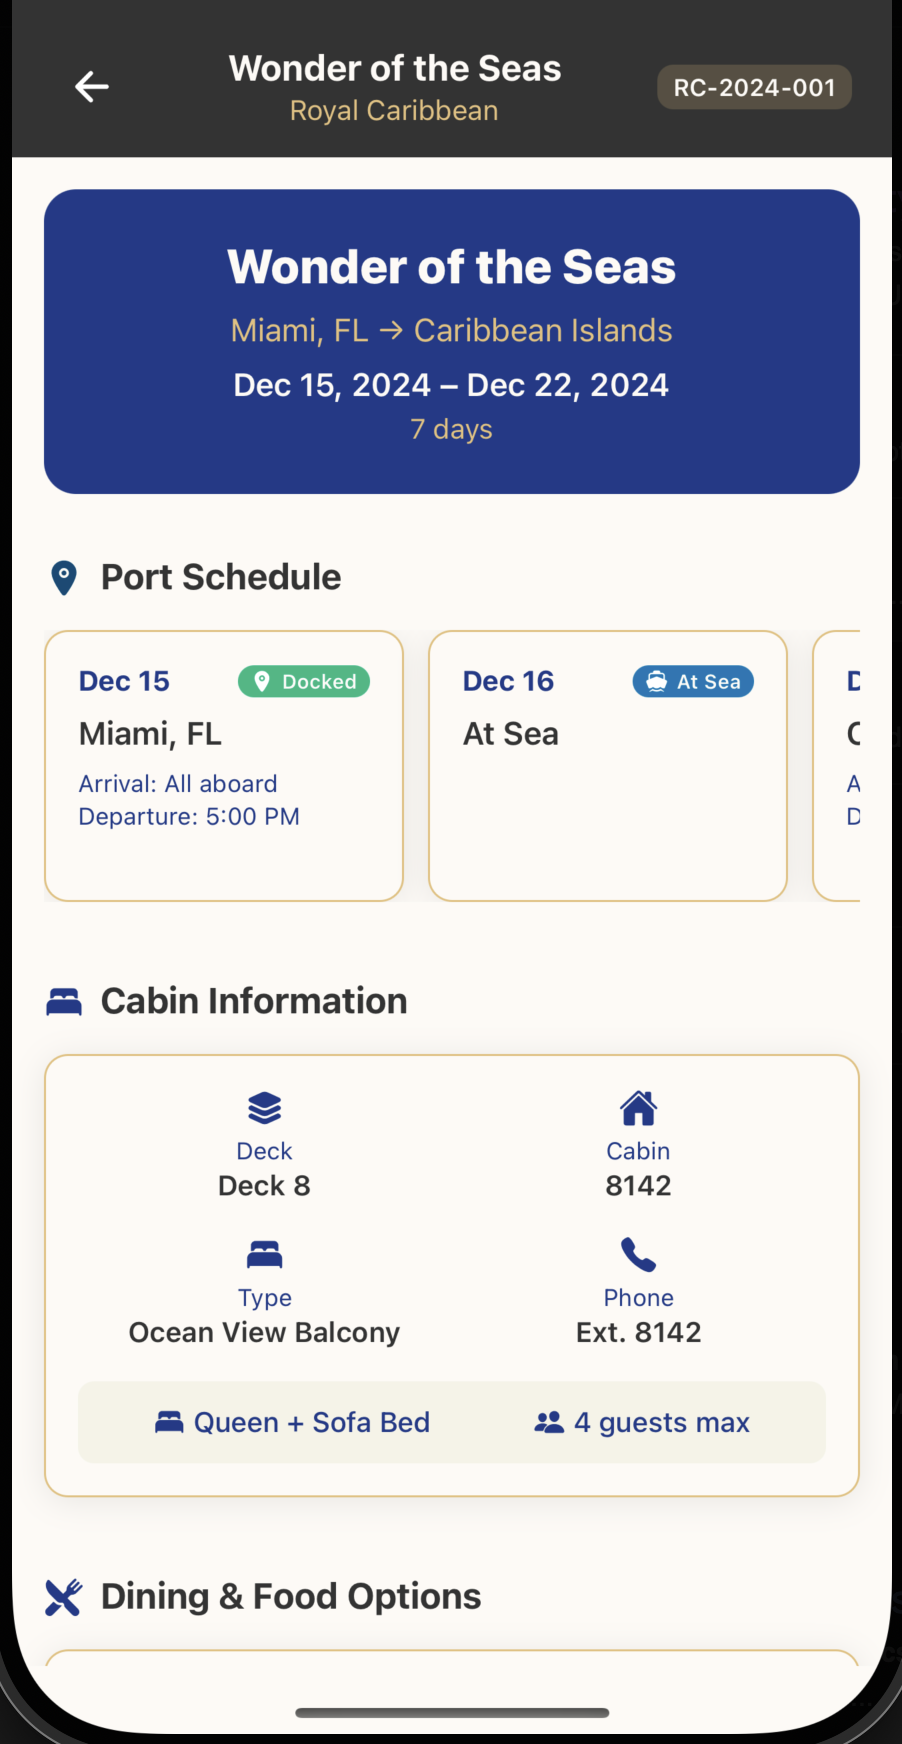 Wonder of the Seas
Royal Caribbean
RC-2024-001
Wonder of the Seas
Miami, FL → Caribbean Islands
Dec 15, 2024 – Dec 22, 2024
7 days
Port Schedule
Dec 15
Docked
Miami, FL
Arrival: All aboard
Departure: 5:00 PM
Dec 16
At Sea
At Sea
Cabin Information
Deck
Deck 8
Cabin
8142
Type
Ocean View Balcony
Phone
Ext. 8142
Queen + Sofa Bed
4 guests max
Dining & Food Options